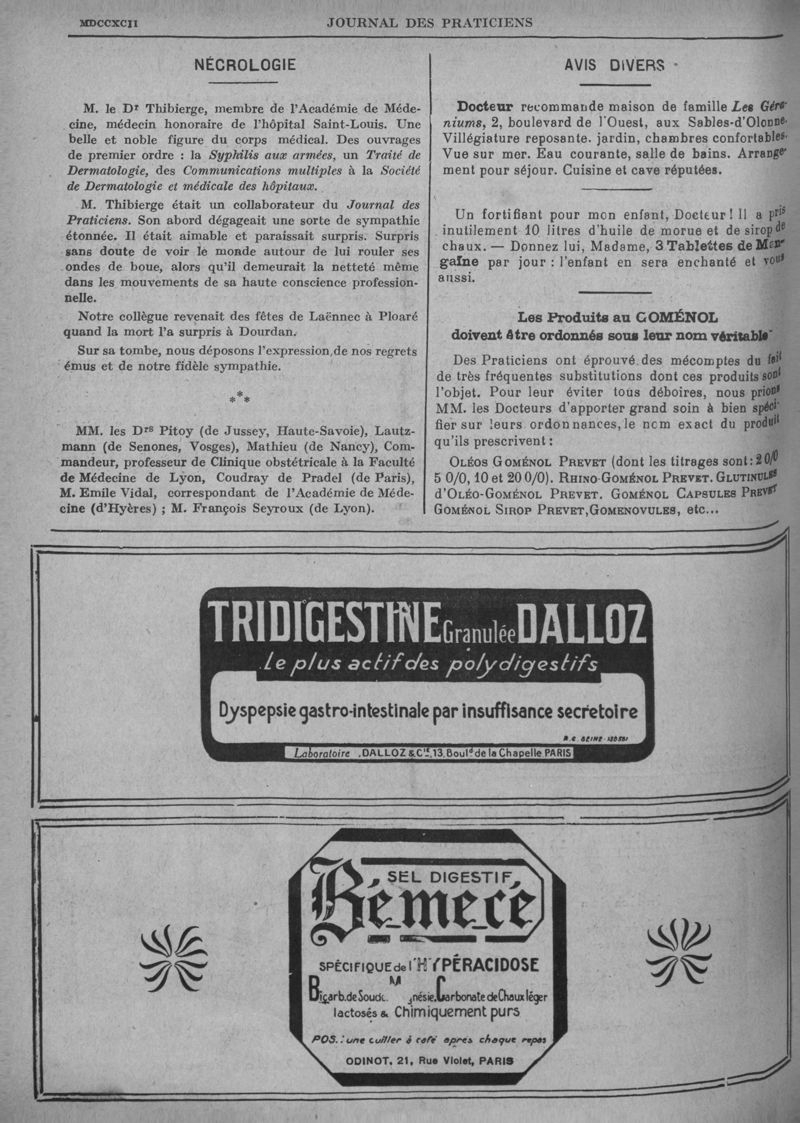 MDCCXCII
JOURNAL DES PRATICIENS
NÉCROLOGIE
M. le Dr Thibierge, membre de l'Académie de Méde-
cine, médecin honoraire de l'hôpital Saint-Louis. Une
belle et noble figure du corps médical. Des ouvrages
de premier ordre : la Syphilis aux armées, un Traité de
Dermatologie, des Communications multiples à la Société
de Dermatologie et médicale des hôpitaux.
M. Thibierge était un collaborateur du Journal des
Praticiens. Son abord dégageait une sorte de sympathie
étonnée. Il était aimable et paraissait surpris. Surpris
sans doute de voir le monde autour de lui rouler ses
ondes de boue, alors qu'il demeurait la netteté même
dans les mouvements de sa haute conscience profession-
nelle.
Notre collègue revenait des fêtes de Laënnec à Ploaré
quand la mort l'a surpris à Dourdan.
Sur sa tombe, nous déposons l'expression de nos regrets
émus et de notre fidèle sympathie.
***
MM. les Drs Pitoy (de Jussey, Haute-Savoie), Lautz-
mann (de Senones, Vosges), Mathieu (de Nancy), Com-
mandeur, professeur de Clinique obstétricale à la Faculté
de Médecine de Lyon, Coudray de Pradel (de Paris),
M. Emile Vidal, correspondant de l'Académie de Méde-
cine (d'Hyères) ; M. François Seyroux (de Lyon).
AVIS DIVERS
Docteur recommande maison de famille Les Géra-
niums, 2, boulevard de l'Ouest, aux Sables-d'Olonne.
Villégiature reposante. jardin, chambres confortables.
Vue sur mer. Eau courante, salle de bains. Arrange-
ment pour séjour. Cuisine et cave réputées.
Un fortifiant pour mon enfant, Docteur ! Il a pris
inutilement 10 litres d'huile de morue et de sirop de
chaux. — Donnez lui, Madame, 3 Tablettes de Men-
gaïne par jour : l'enfant en sera enchanté et vous
aussi.
Les Produits au GOMÉNOL
doivent être ordonnés sous leur nom véritable
Des Praticiens ont éprouvé des mécomptes du fait
de très fréquentes substitutions dont ces produits sont
l'objet. Pour leur éviter tous déboires, nous prions
MM. les Docteurs d'apporter grand soin à bien spéci-
fier sur leurs ordonnances, le nom exact du produit
qu'ils prescrivent :
OLÉOS GOMÉNOL PREVET (dont les titrages sont : 2 0/0
5 0/0, 10 et 20 0/0). RHINO-GOMÉNOL PREVET. GLUTINULES
d'OLÉO-GOMÉNOL PREVET. GOMÉNOL CAPSULES PREVET
GOMÉNOL SIROP PREVET, GOMENOVULES, etc...
TRIDIGESTINE Granulée DALLOZ
Le plus actif des polydigestifs
Dyspepsie gastro-intestinale par insuffisance secretoire
Laboratoire DALLOZ & Cie, 13, Bould de la Chapelle PARIS
SEL DIGESTIF
Bémécé
SPÉCIFIQUE de l'HYPÉRACIDOSE
Bicarb. de Soude. M nésie. Carbonate de Chaux léger
lactosés & Chimiquement purs
POS. : une cuiller à café apres chaque repas
ODINOT, 21, Rue Violet, PARIS